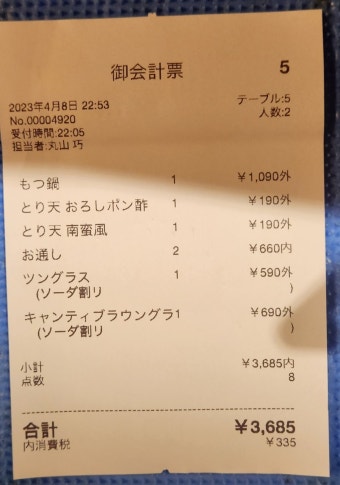 御会計票 5
2023年4月8日 22:53 テーブル:5
No.00004920 人数:2
受付時間:22:05
担当者:丸山 巧
もつ鍋 1 ¥1,090外
とり天 おろしポン酢 1 ¥190外
とり天 南蛮風 1 ¥190外
お通し 2 ¥660内
ツングラス 1 ¥590外
(ソーダ割リ )
キャンティブラウングラ1 ¥690外
(ソーダ割リ )
小計 ¥3,685内
点数 8
合計 ¥3,685
内消費税 ¥335